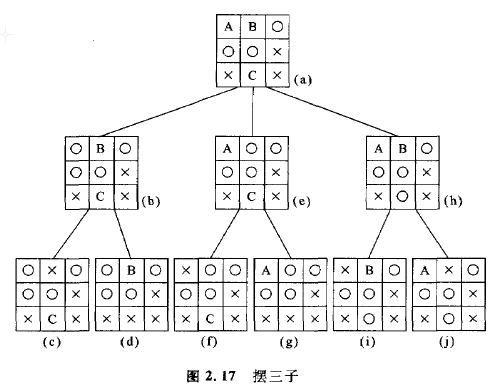 A B ○
○ ○ ×
× C ×
(a)
○ B ○
○ ○ ×
× C ×
(b)
A ○ ○
○ ○ ×
× C ×
(e)
A B ○
○ ○ ×
× ○ ×
(h)
○ × ○
○ ○ ×
× C ×
(c)
○ B ○
○ ○ ×
× × ×
(d)
× ○ ○
○ ○ ×
× C ×
(f)
A ○ ○
○ ○ ×
× × ×
(g)
× B ○
○ ○ ×
× ○ ×
(i)
A × ○
○ ○ ×
× ○ ×
(j)
图 2.17 摆三子